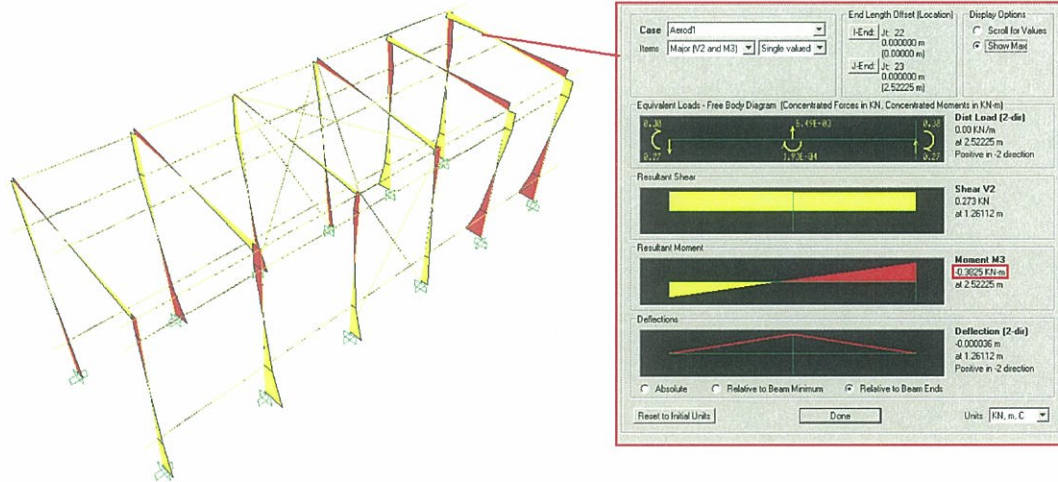 Case Aerod1
Items Major (V2 and M3) Single valued
End Length Offset (Location)
I-End: Jt: 22
0.000000 m
(0.00000 m)
J-End: Jt: 23
0.000000 m
(2.52225 m)
Display Options
Scroll for Values
Show Max
Equivalent Loads - Free Body Diagram (Concentrated Forces in KN, Concentrated Moments in KN-m)
0.38 0.38
0.27 0.27
Dist Load (2-dir)
0.00 KN/m
at 2.52225 m
Positive in -2 direction
Resultant Shear
Shear V2
0.273 KN
at 1.26112 m
Resultant Moment
Moment M3
-0.3825 KN-m
at 2.52225 m
Deflections
Deflection (2-dir)
-0.000036 m
at 1.26112 m
Positive in -2 direction
Absolute Relative to Beam Minimum Relative to Beam Ends
Reset to Initial Units Done Units KN, m, C